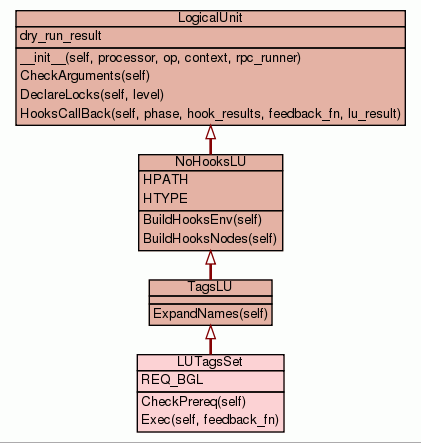 LogicalUnit
dry_run_result
__init__(self, processor, op, context, rpc_runner)
CheckArguments(self)
DeclareLocks(self, level)
HooksCallBack(self, phase, hook_results, feedback_fn, lu_result)
NoHooksLU
HPATH
HTYPE
BuildHooksEnv(self)
BuildHooksNodes(self)
TagsLU
ExpandNames(self)
LUTagsSet
REQ_BGL
CheckPrereq(self)
Exec(self, feedback_fn)